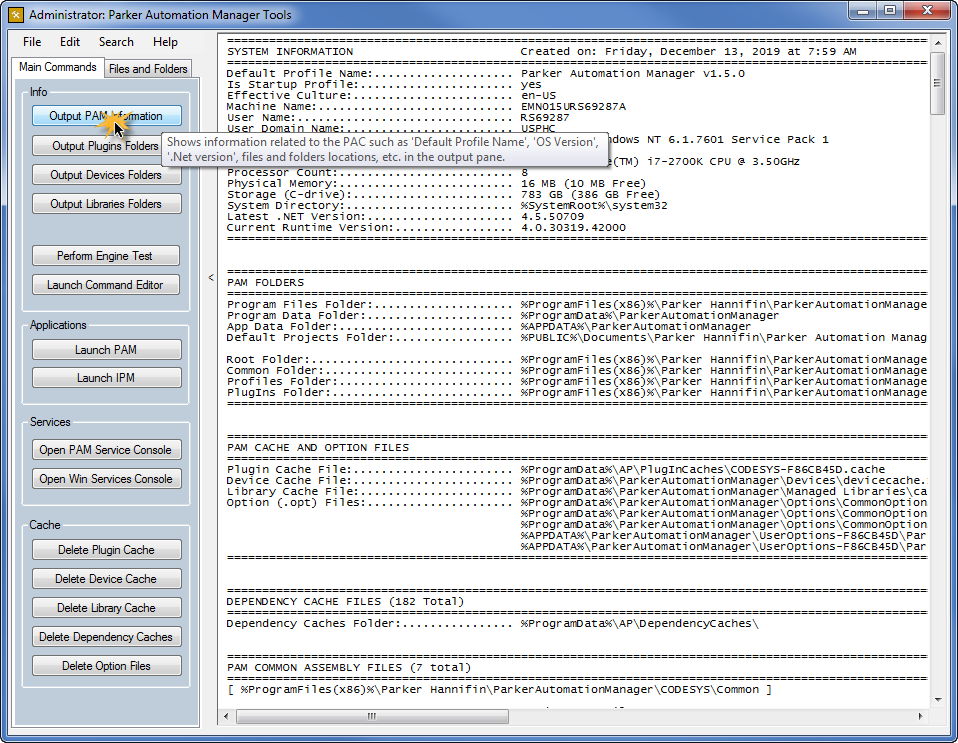 Administrator: Parker Automation Manager Tools
File Edit Search Help
Main Commands Files and Folders
Info
Output PAM Information
Output Plugins Folders
Output Devices Folders
Output Libraries Folders
Perform Engine Test
Launch Command Editor
Applications
Launch PAM
Launch IPM
Services
Open PAM Service Console
Open Win Services Console
Cache
Delete Plugin Cache
Delete Device Cache
Delete Library Cache
Delete Dependency Caches
Delete Option Files
<
Shows information related to the PAC such as 'Default Profile Name', 'OS Version',
'.Net version', files and folders locations, etc. in the output pane.
==========================================================================================
SYSTEM INFORMATION Created on: Friday, December 13, 2019 at 7:59 AM
==========================================================================================
Default Profile Name:.................... Parker Automation Manager v1.5.0
Is Startup Profile:...................... yes
Effective Culture:....................... en-US
Machine Name:............................ EMN015URS69287A
User Name:............................... RS69287
User Domain Name:........................ USPHC
ndows NT 6.1.7601 Service Pack 1
e(TM) i7-2700K CPU @ 3.50GHz
Processor Count:......................... 8
Physical Memory:......................... 16 MB (10 MB Free)
Storage (C-drive):....................... 783 GB (386 GB Free)
System Directory:........................ %SystemRoot%\system32
Latest .NET Version:..................... 4.5.50709
Current Runtime Version:................. 4.0.30319.42000
==========================================================================================
==========================================================================================
PAM FOLDERS
==========================================================================================
Program Files Folder:.................... %ProgramFiles(x86)%\Parker Hannifin\ParkerAutomationManage
Program Data Folder:..................... %ProgramData%\ParkerAutomationManager
App Data Folder:......................... %APPDATA%\ParkerAutomationManager
Default Projects Folder:................. %PUBLIC%\Documents\Parker Hannifin\Parker Automation Manag
Root Folder:............................. %ProgramFiles(x86)%\Parker Hannifin\ParkerAutomationManage
Common Folder:........................... %ProgramFiles(x86)%\Parker Hannifin\ParkerAutomationManage
Profiles Folder:......................... %ProgramFiles(x86)%\Parker Hannifin\ParkerAutomationManage
PlugIns Folder:.......................... %ProgramFiles(x86)%\Parker Hannifin\ParkerAutomationManage
==========================================================================================
==========================================================================================
PAM CACHE AND OPTION FILES
==========================================================================================
Plugin Cache File:....................... %ProgramData%\AP\PlugInCaches\CODESYS-F86CB45D.cache
Device Cache File:....................... %ProgramData%\ParkerAutomationManager\Devices\devicecache.
Library Cache File:...................... %ProgramData%\ParkerAutomationManager\Managed Libraries\ca
Option (.opt) Files:..................... %ProgramData%\ParkerAutomationManager\Options\CommonOption
%ProgramData%\ParkerAutomationManager\Options\CommonOption
%ProgramData%\ParkerAutomationManager\Options\CommonOption
%APPDATA%\ParkerAutomationManager\UserOptions-F86CB45D\Par
%APPDATA%\ParkerAutomationManager\UserOptions-F86CB45D\Par
==========================================================================================
==========================================================================================
DEPENDENCY CACHE FILES (182 Total)
==========================================================================================
Dependency Caches Folder:................ %ProgramData%\AP\DependencyCaches\
==========================================================================================
PAM COMMON ASSEMBLY FILES (7 total)
==========================================================================================
[ %ProgramFiles(x86)%\Parker Hannifin\ParkerAutomationManager\CODESYS\Common ]